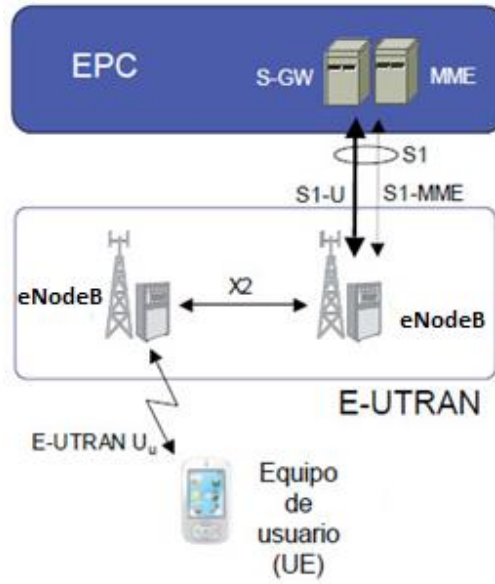 EPC
S-GW
MME
S1
S1-U
S1-MME
eNodeB
X2
eNodeB
E-UTRAN
E-UTRAN Uu
Equipo
de
usuario
(UE)